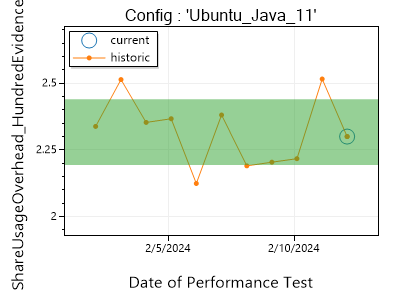 Config : 'Ubuntu_Java_11'
current
historic
ShareUsageOverhead_HundredEvidence
2.5
2.25
2
2/5/2024
2/10/2024
Date of Performance Test